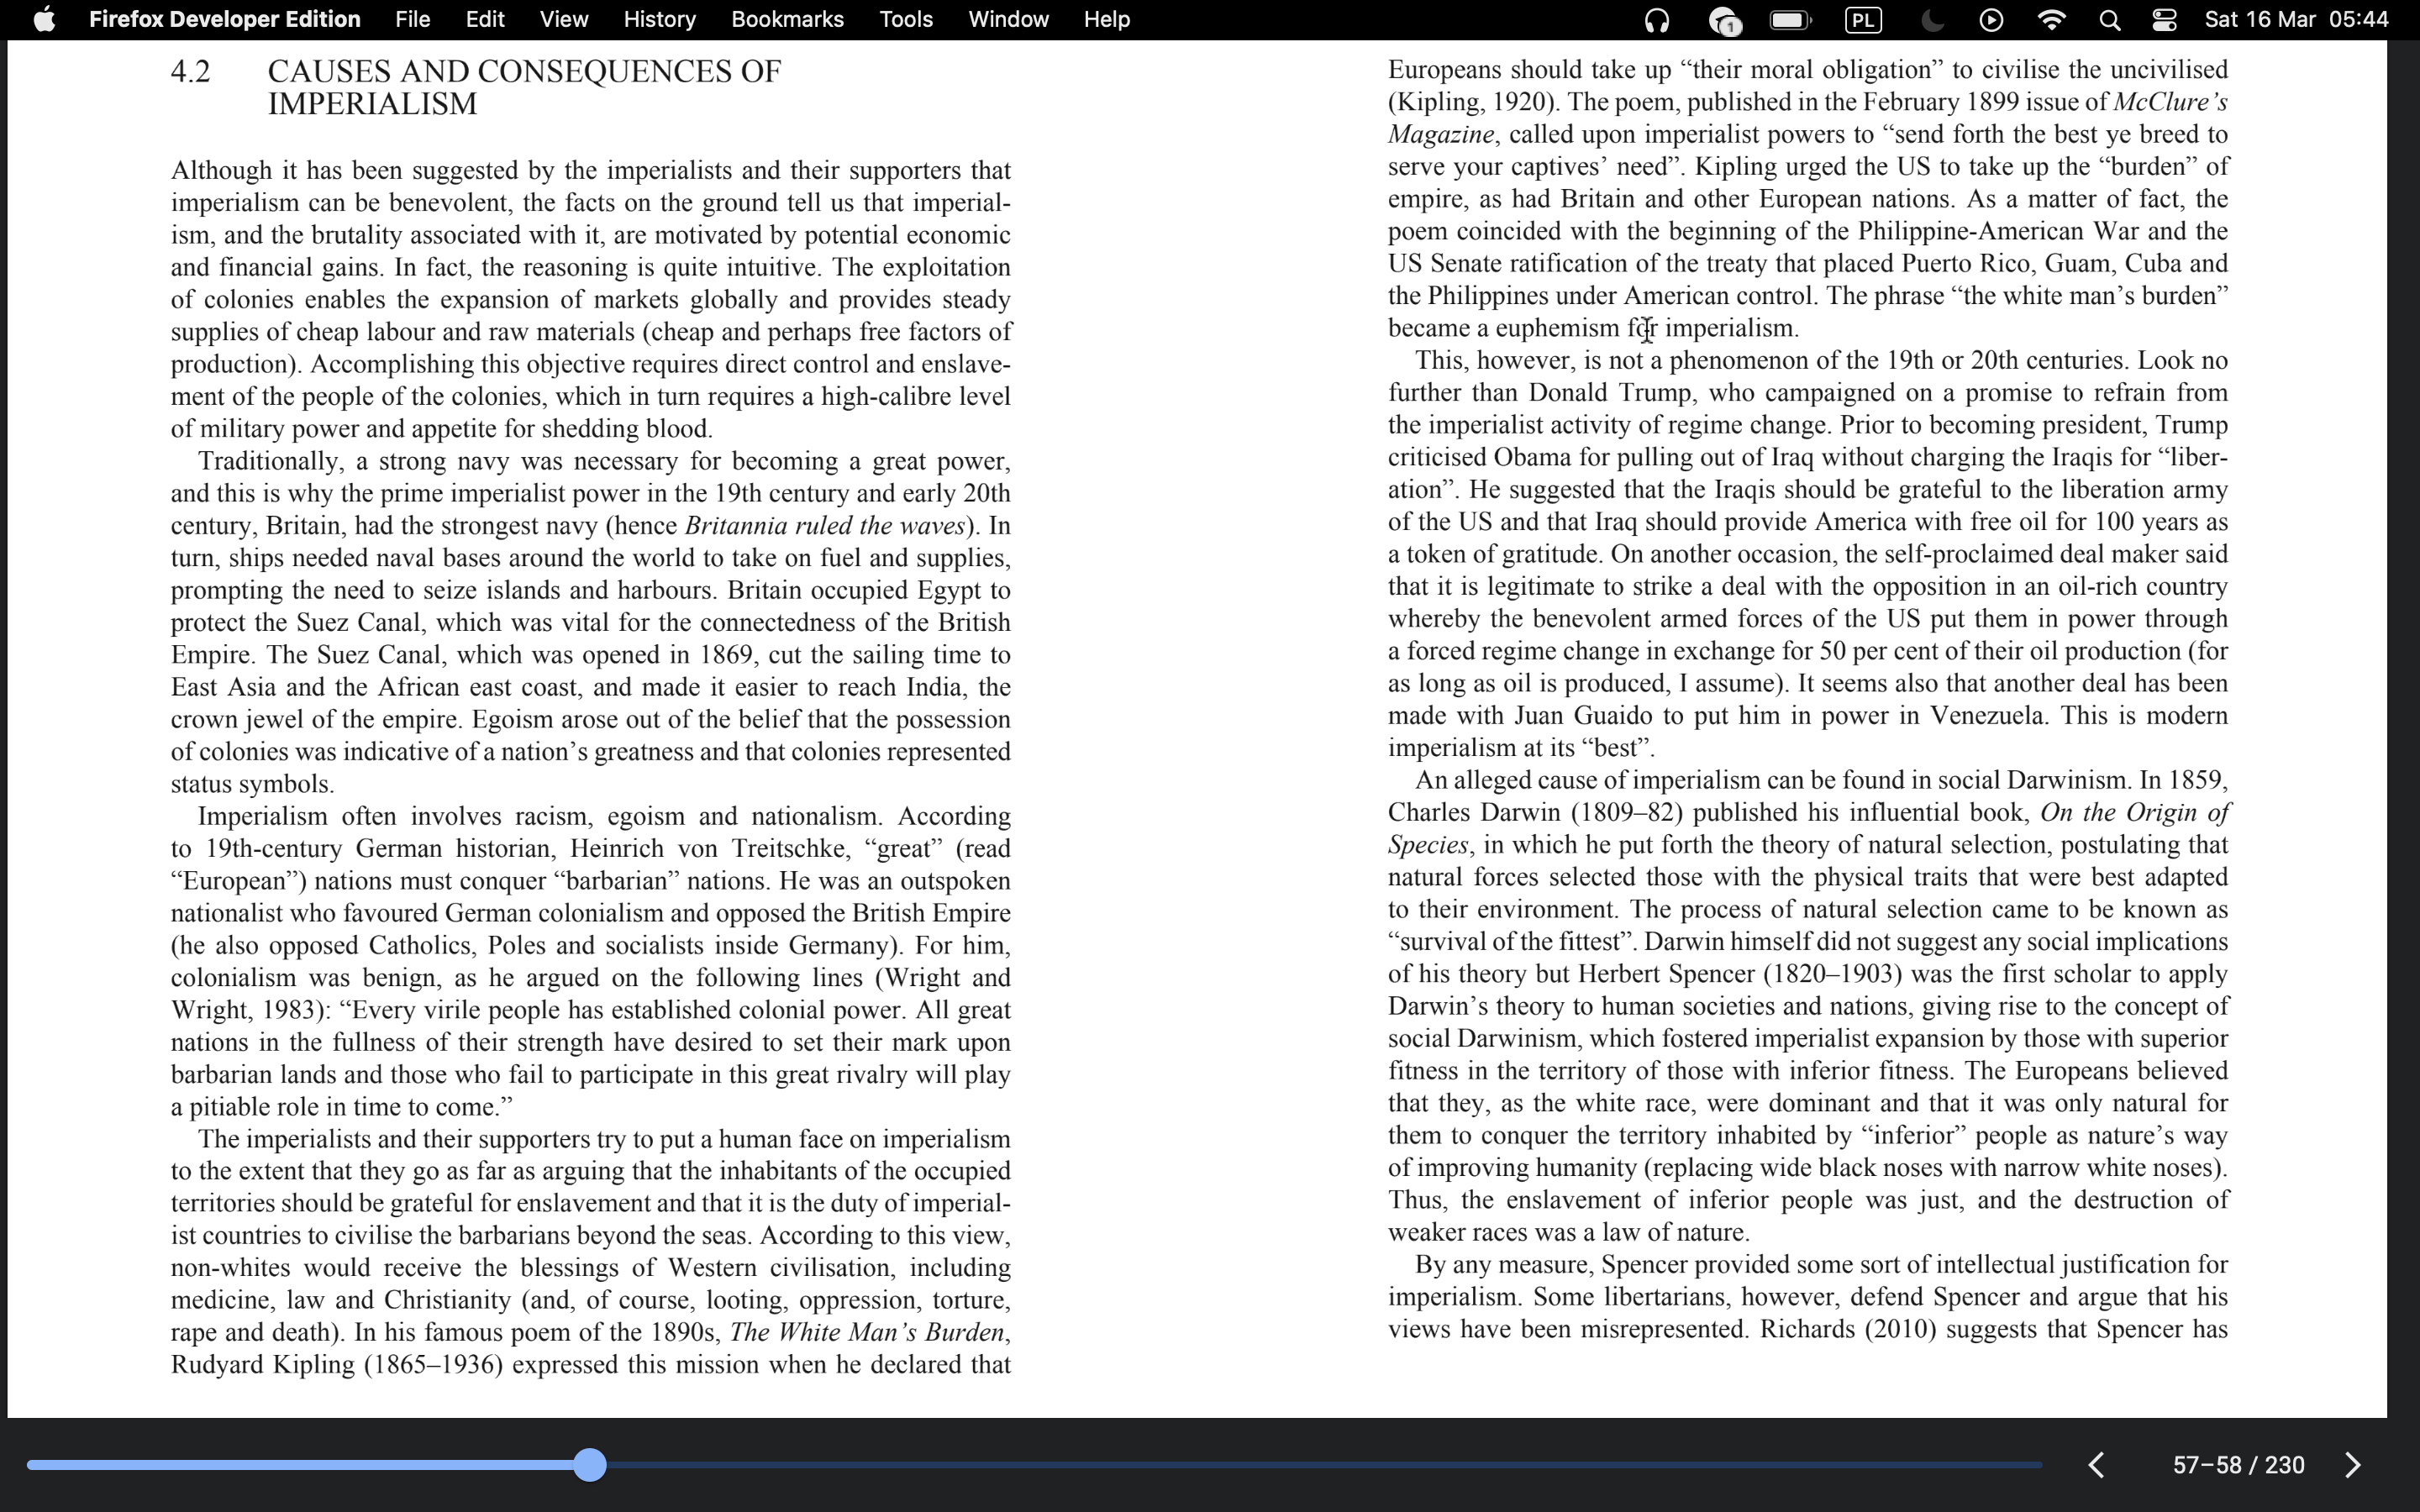 Firefox Developer Edition File Edit View History Bookmarks Tools Window Help 1 PL Sat 16 Mar 05:44
4.2 CAUSES AND CONSEQUENCES OF
IMPERIALISM
Although it has been suggested by the imperialists and their supporters that
imperialism can be benevolent, the facts on the ground tell us that imperial-
ism, and the brutality associated with it, are motivated by potential economic
and financial gains. In fact, the reasoning is quite intuitive. The exploitation
of colonies enables the expansion of markets globally and provides steady
supplies of cheap labour and raw materials (cheap and perhaps free factors of
production). Accomplishing this objective requires direct control and enslave-
ment of the people of the colonies, which in turn requires a high-calibre level
of military power and appetite for shedding blood.
Traditionally, a strong navy was necessary for becoming a great power,
and this is why the prime imperialist power in the 19th century and early 20th
century, Britain, had the strongest navy (hence Britannia ruled the waves). In
turn, ships needed naval bases around the world to take on fuel and supplies,
prompting the need to seize islands and harbours. Britain occupied Egypt to
protect the Suez Canal, which was vital for the connectedness of the British
Empire. The Suez Canal, which was opened in 1869, cut the sailing time to
East Asia and the African east coast, and made it easier to reach India, the
crown jewel of the empire. Egoism arose out of the belief that the possession
of colonies was indicative of a nation’s greatness and that colonies represented
status symbols.
Imperialism often involves racism, egoism and nationalism. According
to 19th-century German historian, Heinrich von Treitschke, “great” (read
“European”) nations must conquer “barbarian” nations. He was an outspoken
nationalist who favoured German colonialism and opposed the British Empire
(he also opposed Catholics, Poles and socialists inside Germany). For him,
colonialism was benign, as he argued on the following lines (Wright and
Wright, 1983): “Every virile people has established colonial power. All great
nations in the fullness of their strength have desired to set their mark upon
barbarian lands and those who fail to participate in this great rivalry will play
a pitiable role in time to come.”
The imperialists and their supporters try to put a human face on imperialism
to the extent that they go as far as arguing that the inhabitants of the occupied
territories should be grateful for enslavement and that it is the duty of imperial-
ist countries to civilise the barbarians beyond the seas. According to this view,
non-whites would receive the blessings of Western civilisation, including
medicine, law and Christianity (and, of course, looting, oppression, torture,
rape and death). In his famous poem of the 1890s, The White Man’s Burden,
Rudyard Kipling (1865–1936) expressed this mission when he declared that
Europeans should take up “their moral obligation” to civilise the uncivilised
(Kipling, 1920). The poem, published in the February 1899 issue of McClure’s
Magazine, called upon imperialist powers to “send forth the best ye breed to
serve your captives’ need”. Kipling urged the US to take up the “burden” of
empire, as had Britain and other European nations. As a matter of fact, the
poem coincided with the beginning of the Philippine-American War and the
US Senate ratification of the treaty that placed Puerto Rico, Guam, Cuba and
the Philippines under American control. The phrase “the white man’s burden”
became a euphemism for imperialism.
This, however, is not a phenomenon of the 19th or 20th centuries. Look no
further than Donald Trump, who campaigned on a promise to refrain from
the imperialist activity of regime change. Prior to becoming president, Trump
criticised Obama for pulling out of Iraq without charging the Iraqis for “liber-
ation”. He suggested that the Iraqis should be grateful to the liberation army
of the US and that Iraq should provide America with free oil for 100 years as
a token of gratitude. On another occasion, the self-proclaimed deal maker said
that it is legitimate to strike a deal with the opposition in an oil-rich country
whereby the benevolent armed forces of the US put them in power through
a forced regime change in exchange for 50 per cent of their oil production (for
as long as oil is produced, I assume). It seems also that another deal has been
made with Juan Guaido to put him in power in Venezuela. This is modern
imperialism at its “best”.
An alleged cause of imperialism can be found in social Darwinism. In 1859,
Charles Darwin (1809–82) published his influential book, On the Origin of
Species, in which he put forth the theory of natural selection, postulating that
natural forces selected those with the physical traits that were best adapted
to their environment. The process of natural selection came to be known as
“survival of the fittest”. Darwin himself did not suggest any social implications
of his theory but Herbert Spencer (1820–1903) was the first scholar to apply
Darwin’s theory to human societies and nations, giving rise to the concept of
social Darwinism, which fostered imperialist expansion by those with superior
fitness in the territory of those with inferior fitness. The Europeans believed
that they, as the white race, were dominant and that it was only natural for
them to conquer the territory inhabited by “inferior” people as nature’s way
of improving humanity (replacing wide black noses with narrow white noses).
Thus, the enslavement of inferior people was just, and the destruction of
weaker races was a law of nature.
By any measure, Spencer provided some sort of intellectual justification for
imperialism. Some libertarians, however, defend Spencer and argue that his
views have been misrepresented. Richards (2010) suggests that Spencer has
57–58 / 230